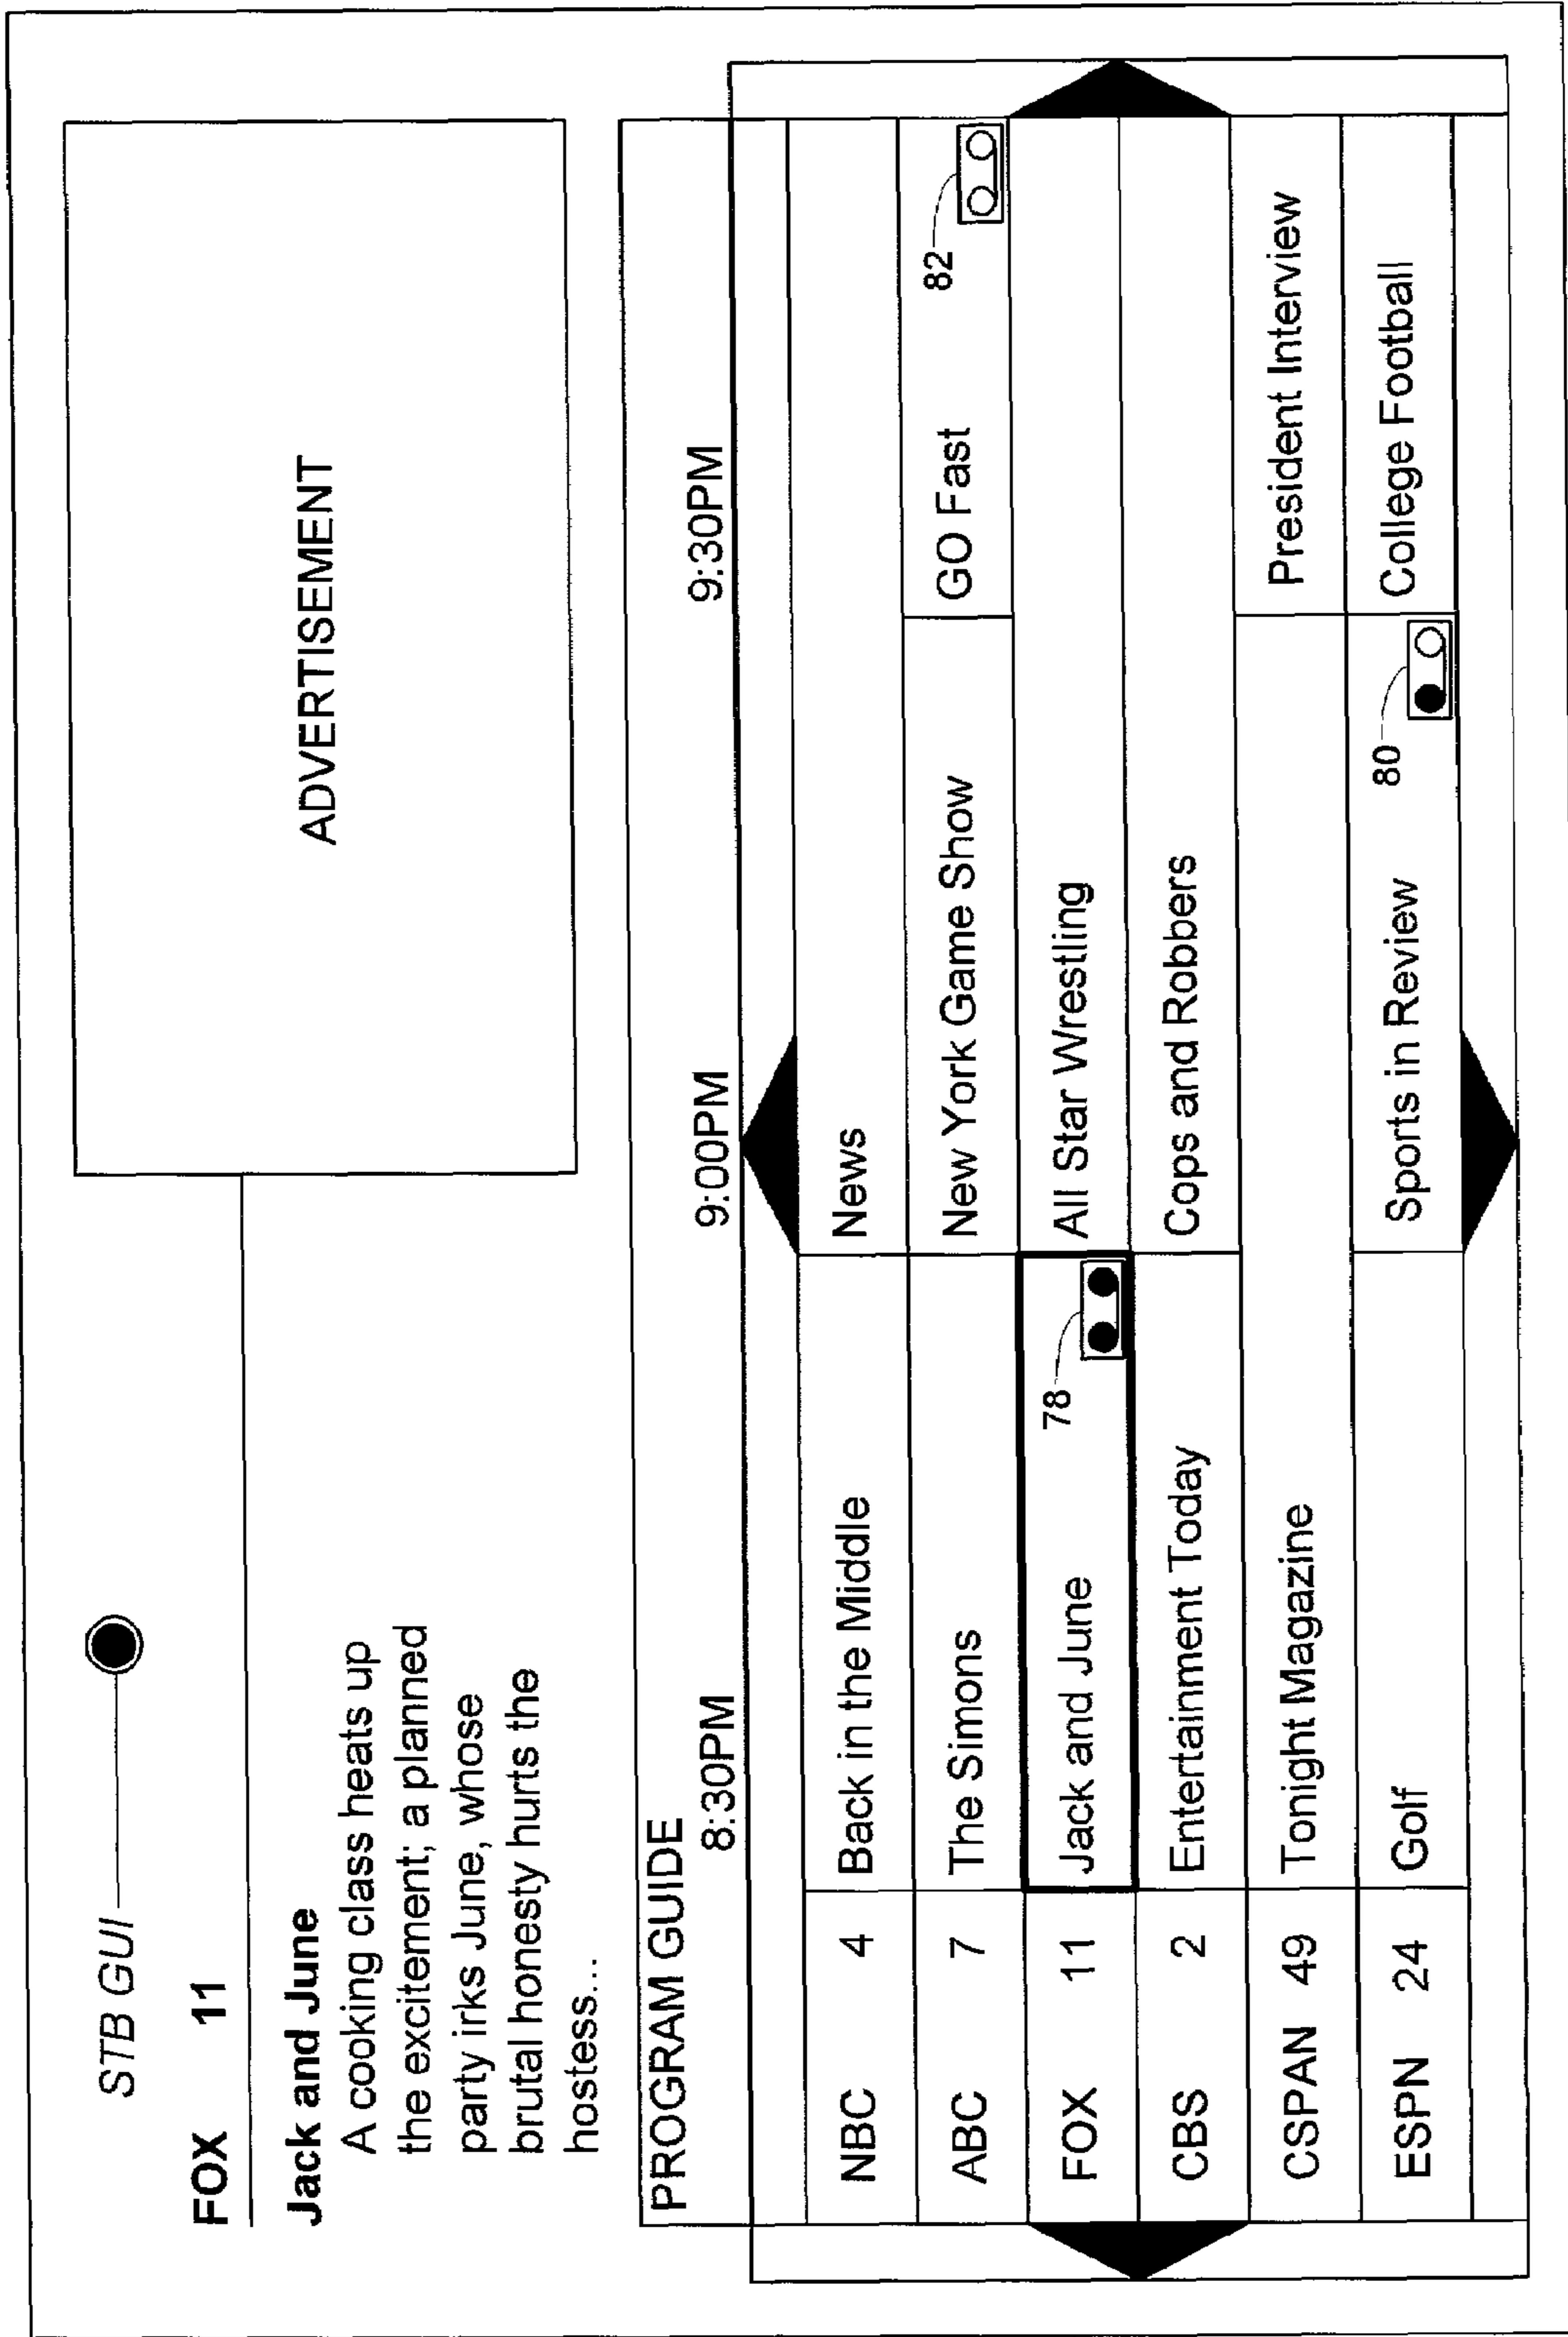 STB GUI
FOX 11
Jack and June
A cooking class heats up
the excitement; a planned
party irks June, whose
brutal honesty hurts the
hostess...
ADVERTISEMENT
PROGRAM GUIDE
8:30PM 9:00PM 9:30PM
NBC 4 Back in the Middle News
ABC 7 The Simons New York Game Show GO Fast 82
FOX 11 Jack and June 78 All Star Wrestling
CBS 2 Entertainment Today Cops and Robbers
CSPAN 49 Tonight Magazine President Interview
ESPN 24 Golf Sports in Review 80 College Football